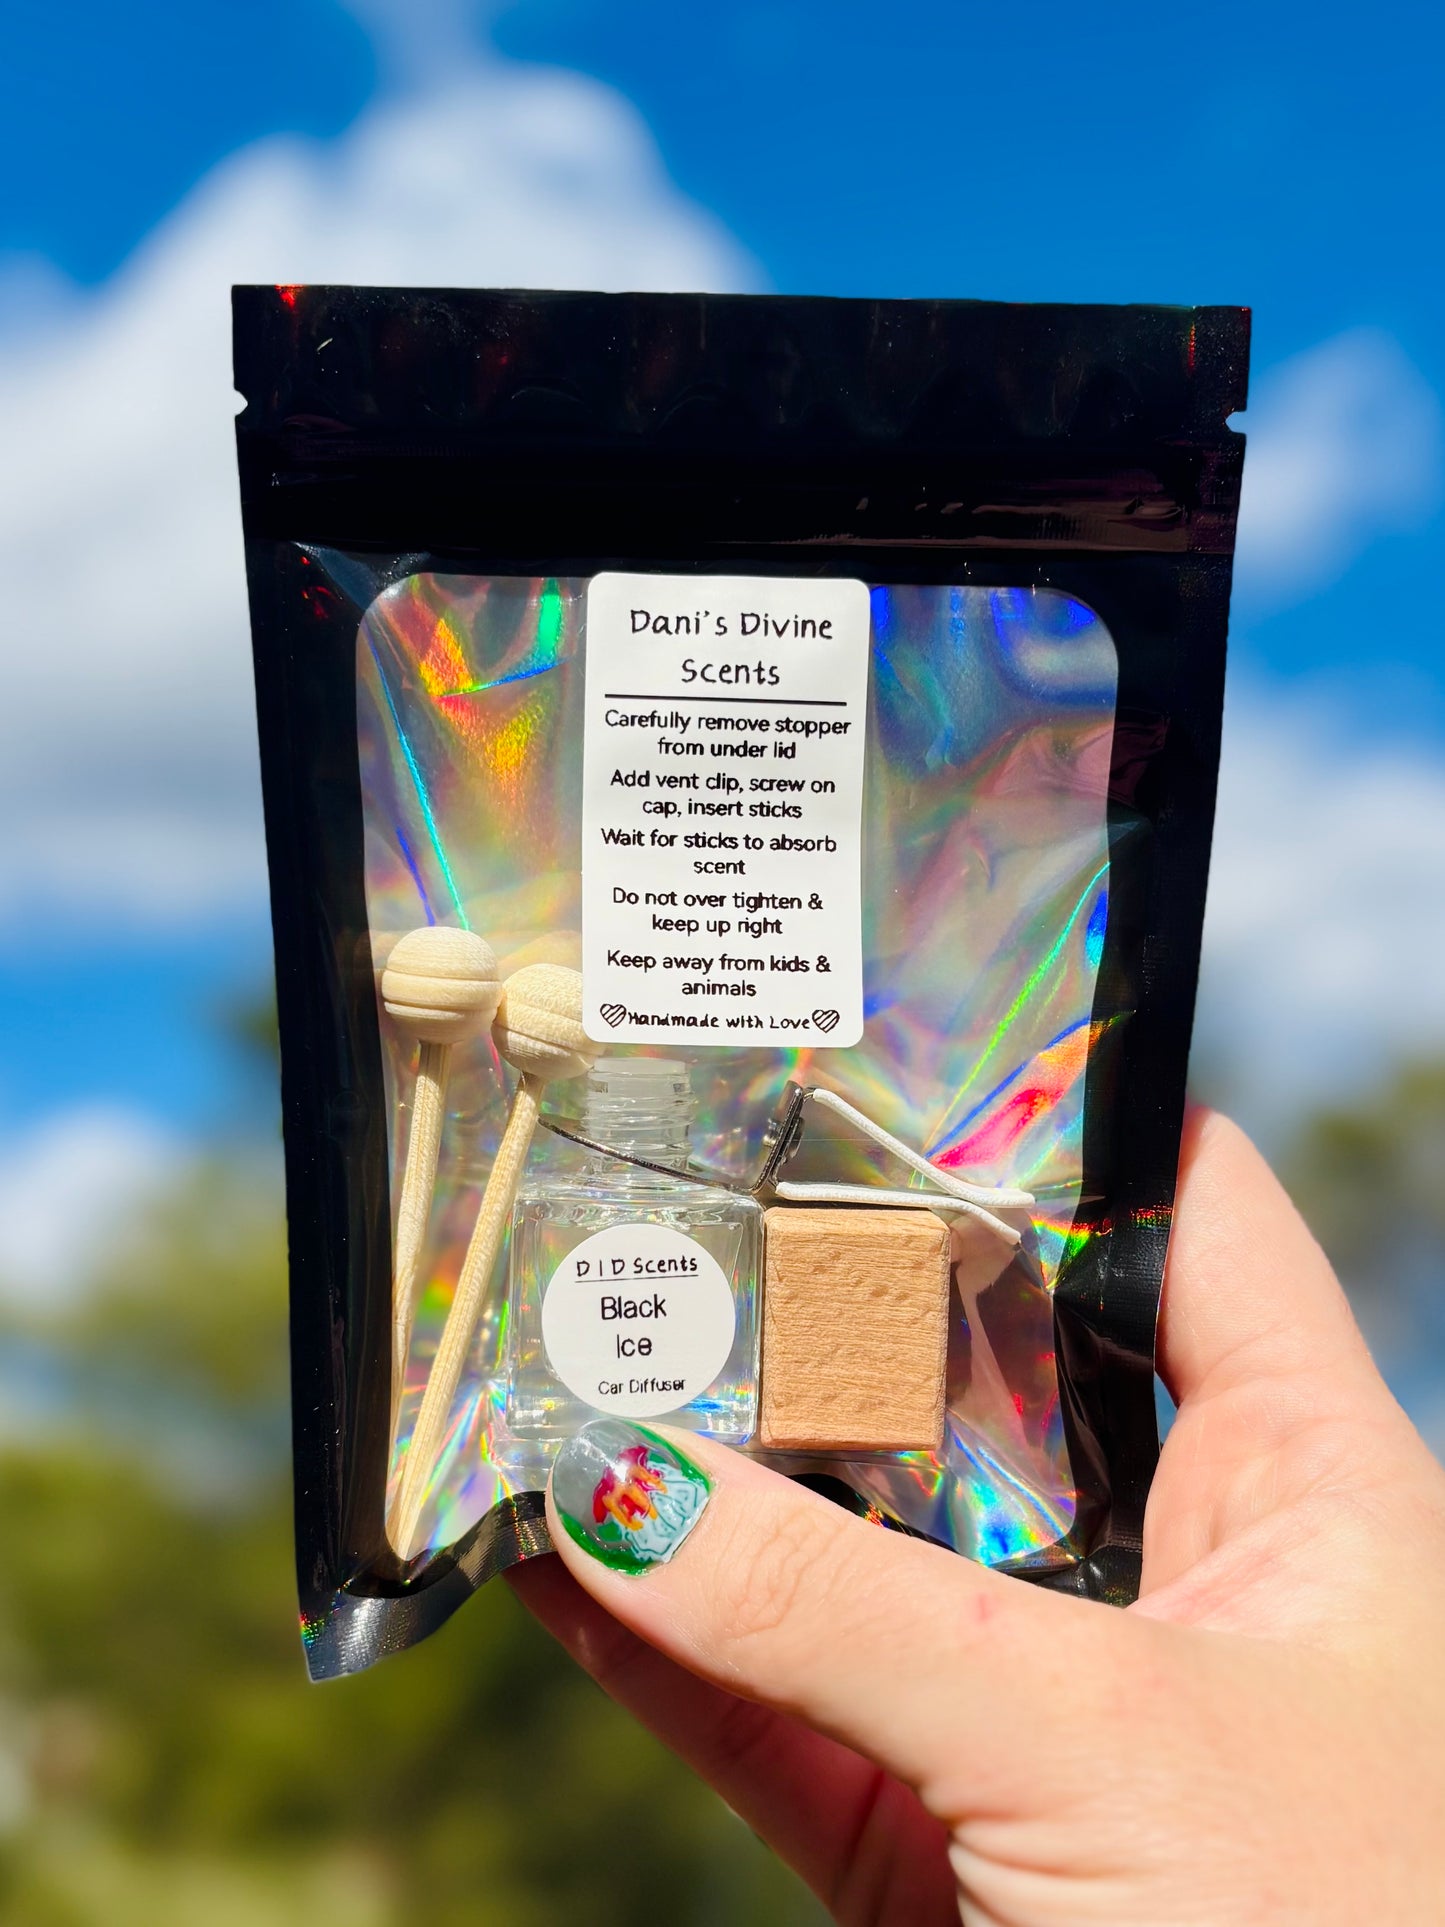 Dani's Divine
Scents
Carefully remove stopper
from under lid
Add vent clip, screw on
cap, insert sticks
Wait for sticks to absorb
scent
Do not over tighten &
keep up right
Keep away from kids &
animals
Handmade with Love
D I D Scents
Black
Ice
Car Diffuser